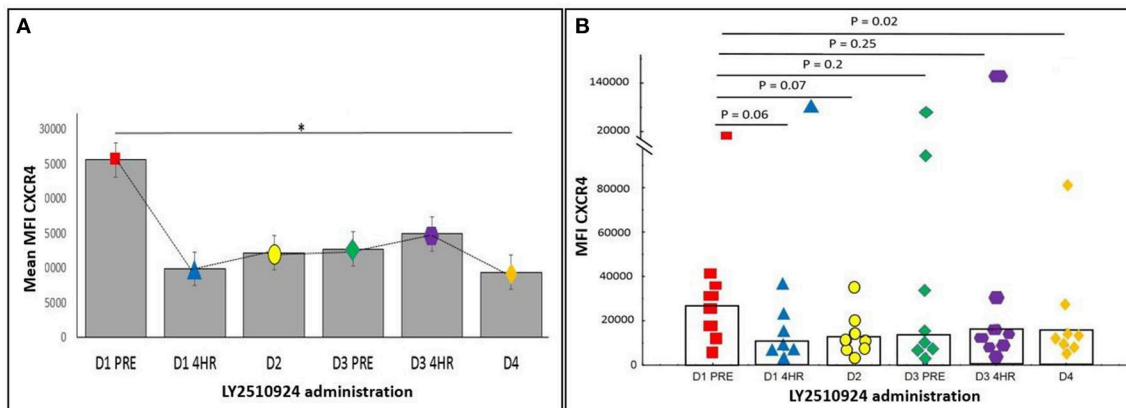 A
Mean MFI CXCR4
30000
5000
0000
5000
0000
5000
0
*
D1 PRE D1 4HR D2 D3 PRE D3 4HR D4
LY2510924 administration
B
P = 0.02
P = 0.25
P = 0.2
P = 0.07
P = 0.06
MFI CXCR4
140000
20000
80000
40000
20000
0
D1 PRE D1 4HR D2 D3 PRE D3 4HR D4
LY2510924 administration